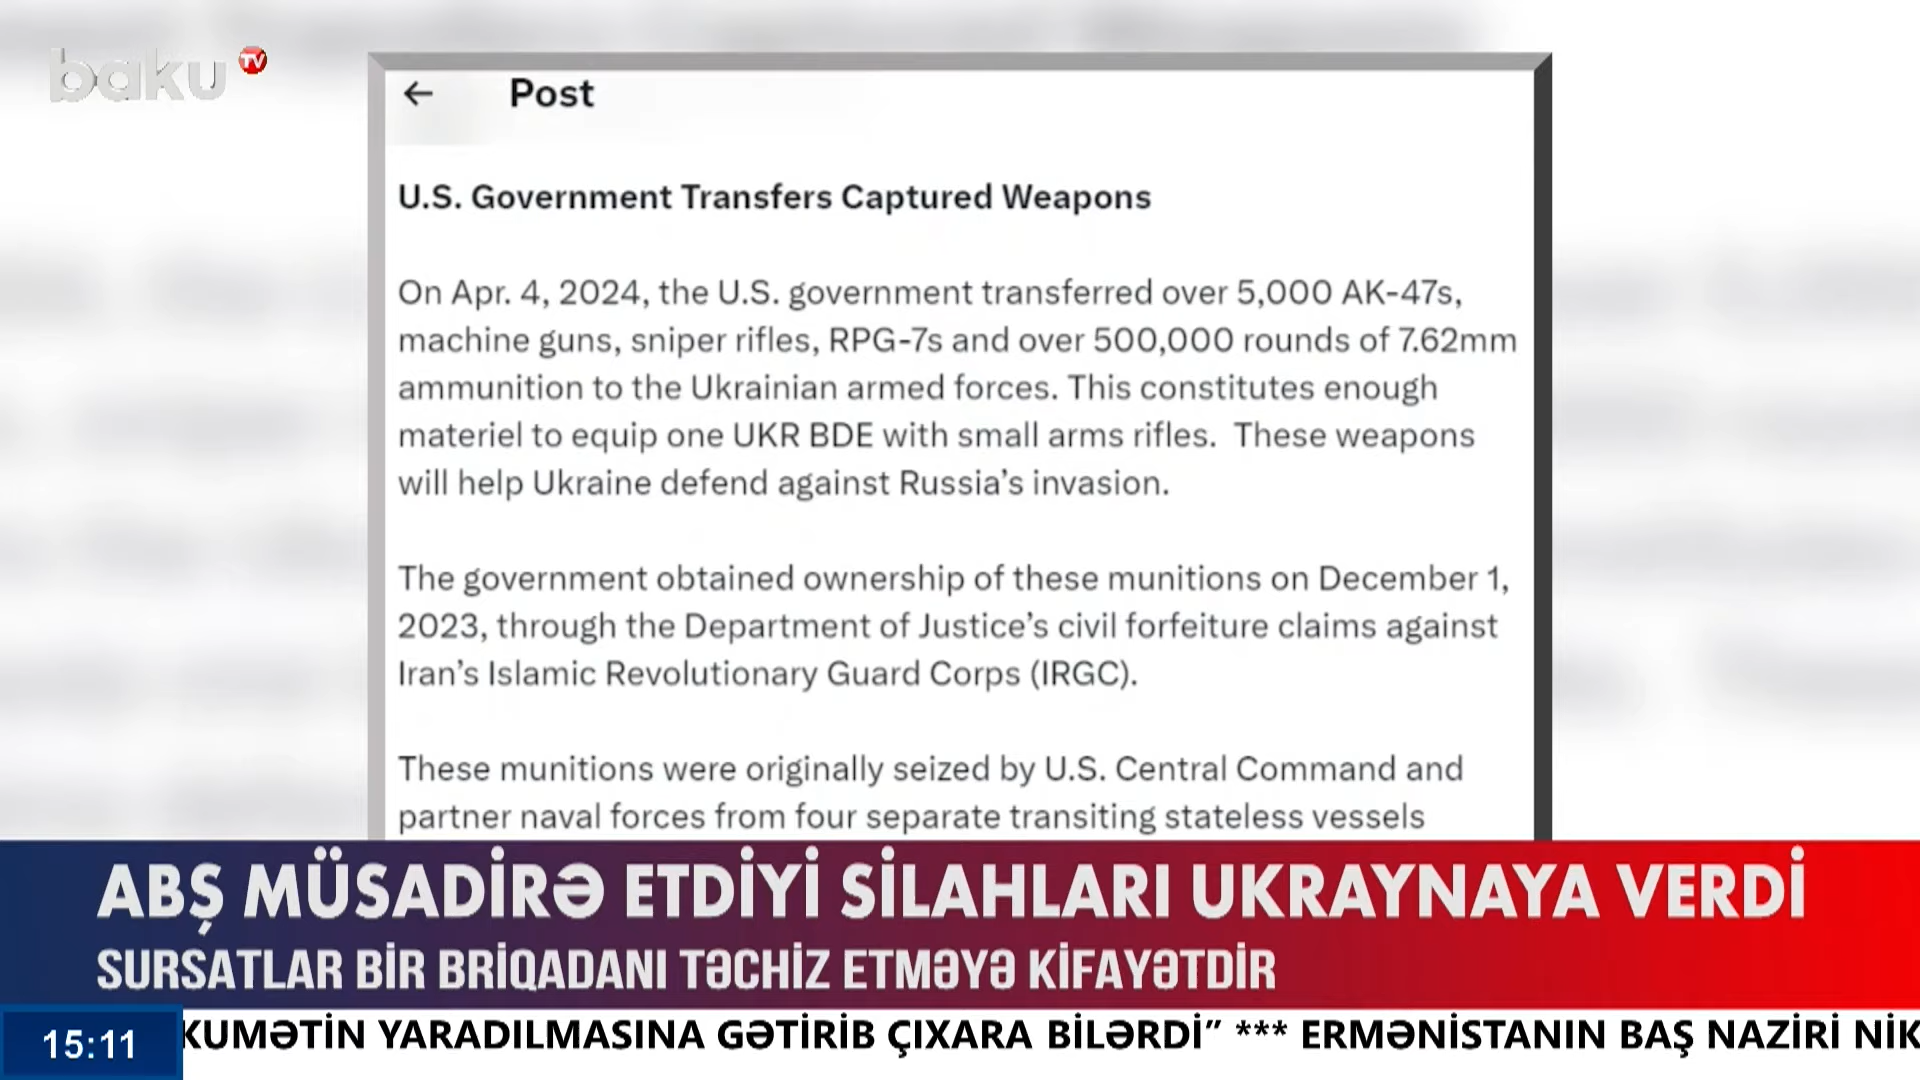 baku TV
← Post
U.S. Government Transfers Captured Weapons
On Apr. 4, 2024, the U.S. government transferred over 5,000 AK-47s,
machine guns, sniper rifles, RPG-7s and over 500,000 rounds of 7.62mm
ammunition to the Ukrainian armed forces. This constitutes enough
materiel to equip one UKR BDE with small arms rifles.  These weapons
will help Ukraine defend against Russia’s invasion.
The government obtained ownership of these munitions on December 1,
2023, through the Department of Justice’s civil forfeiture claims against
Iran’s Islamic Revolutionary Guard Corps (IRGC).
These munitions were originally seized by U.S. Central Command and
partner naval forces from four separate transiting stateless vessels
ABŞ MÜSADİRƏ ETDİYİ SİLAHLARI UKRAYNAYA VERDİ
SURSATLAR BİR BRİQADANI TƏCHİZ ETMƏYƏ KİFAYƏTDİR
15:11 KUMƏTİN YARADILMASINA GƏTİRİB ÇIXARA BİLƏRDİ” *** ERMƏNİSTANIN BAŞ NAZİRİ NİK